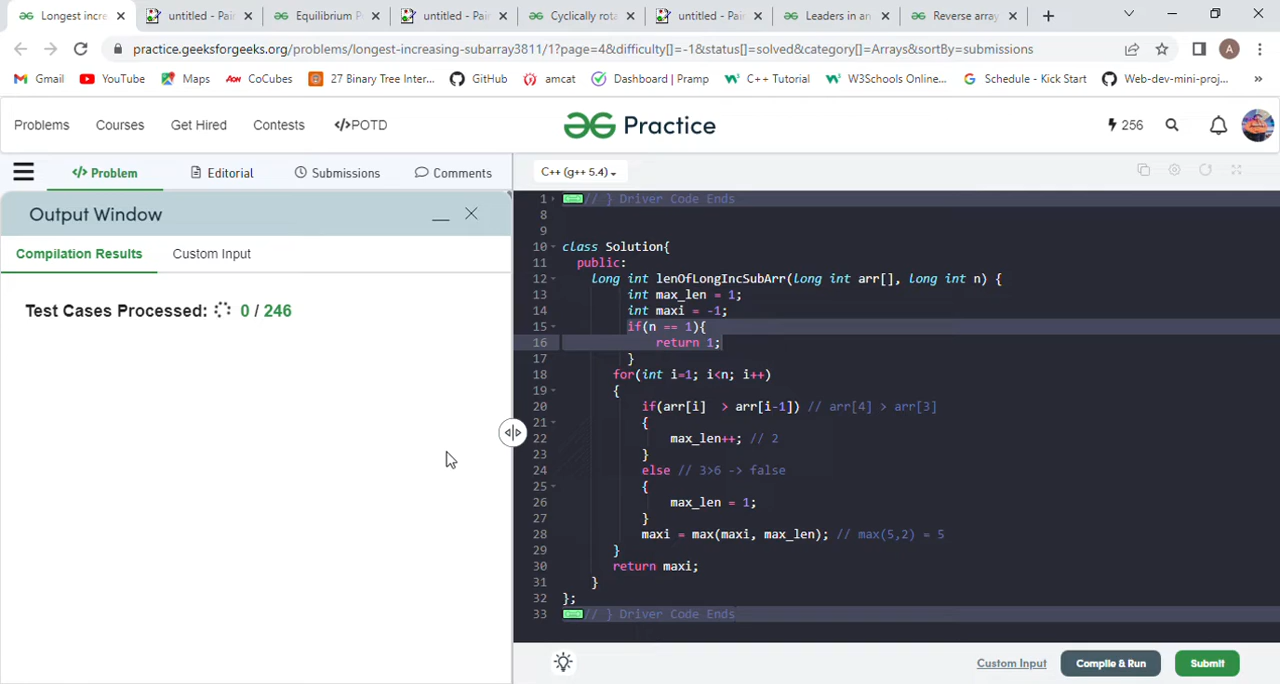 Longest incre
untitled - Pai
Equilibrium P
untitled - Pain
Cyclically rota
untitled - Pain
Leaders in an
Reverse array
practice.geeksforgeeks.org/problems/longest-increasing-subarray3811/1?page=4&difficulty[]=-1&status[]=solved&category[]=Arrays&sortBy=submissions
A
Gmail
YouTube
Maps
CoCubes
27 Binary Tree Inter...
GitHub
amcat
Dashboard | Pramp
C++ Tutorial
W3Schools Onlin...
Schedule - Kick Start
Web-dev-mini-proj...
»
Problems
Courses
Get Hired
Contests
</>POTD
Practice
256
</> Problem
Editorial
Submissions
Comments
C++ (g++ 5.4)
Output Window
Compilation Results
Custom Input
Test Cases Processed: 0 / 246
1 // } Driver Code Ends
8
9
10 class Solution{
11 public:
12 long int lenOfLongIncSubArr(long int arr[], long int n) {
13 int max_len = 1;
14 int maxi = -1;
15 if(n == 1){
16 return 1;
17 }
18 for(int i=1; i<n; i++)
19 {
20 if(arr[i] > arr[i-1]) // arr[4] > arr[3]
21 {
22 max_len++; // 2
23 }
24 else // 3>6 -> false
25 {
26 max_len = 1;
27 }
28 maxi = max(maxi, max_len); // max(5,2) = 5
29 }
30 return maxi;
31 }
32 };
33 // } Driver Code Ends
Custom Input
Compile & Run
Submit